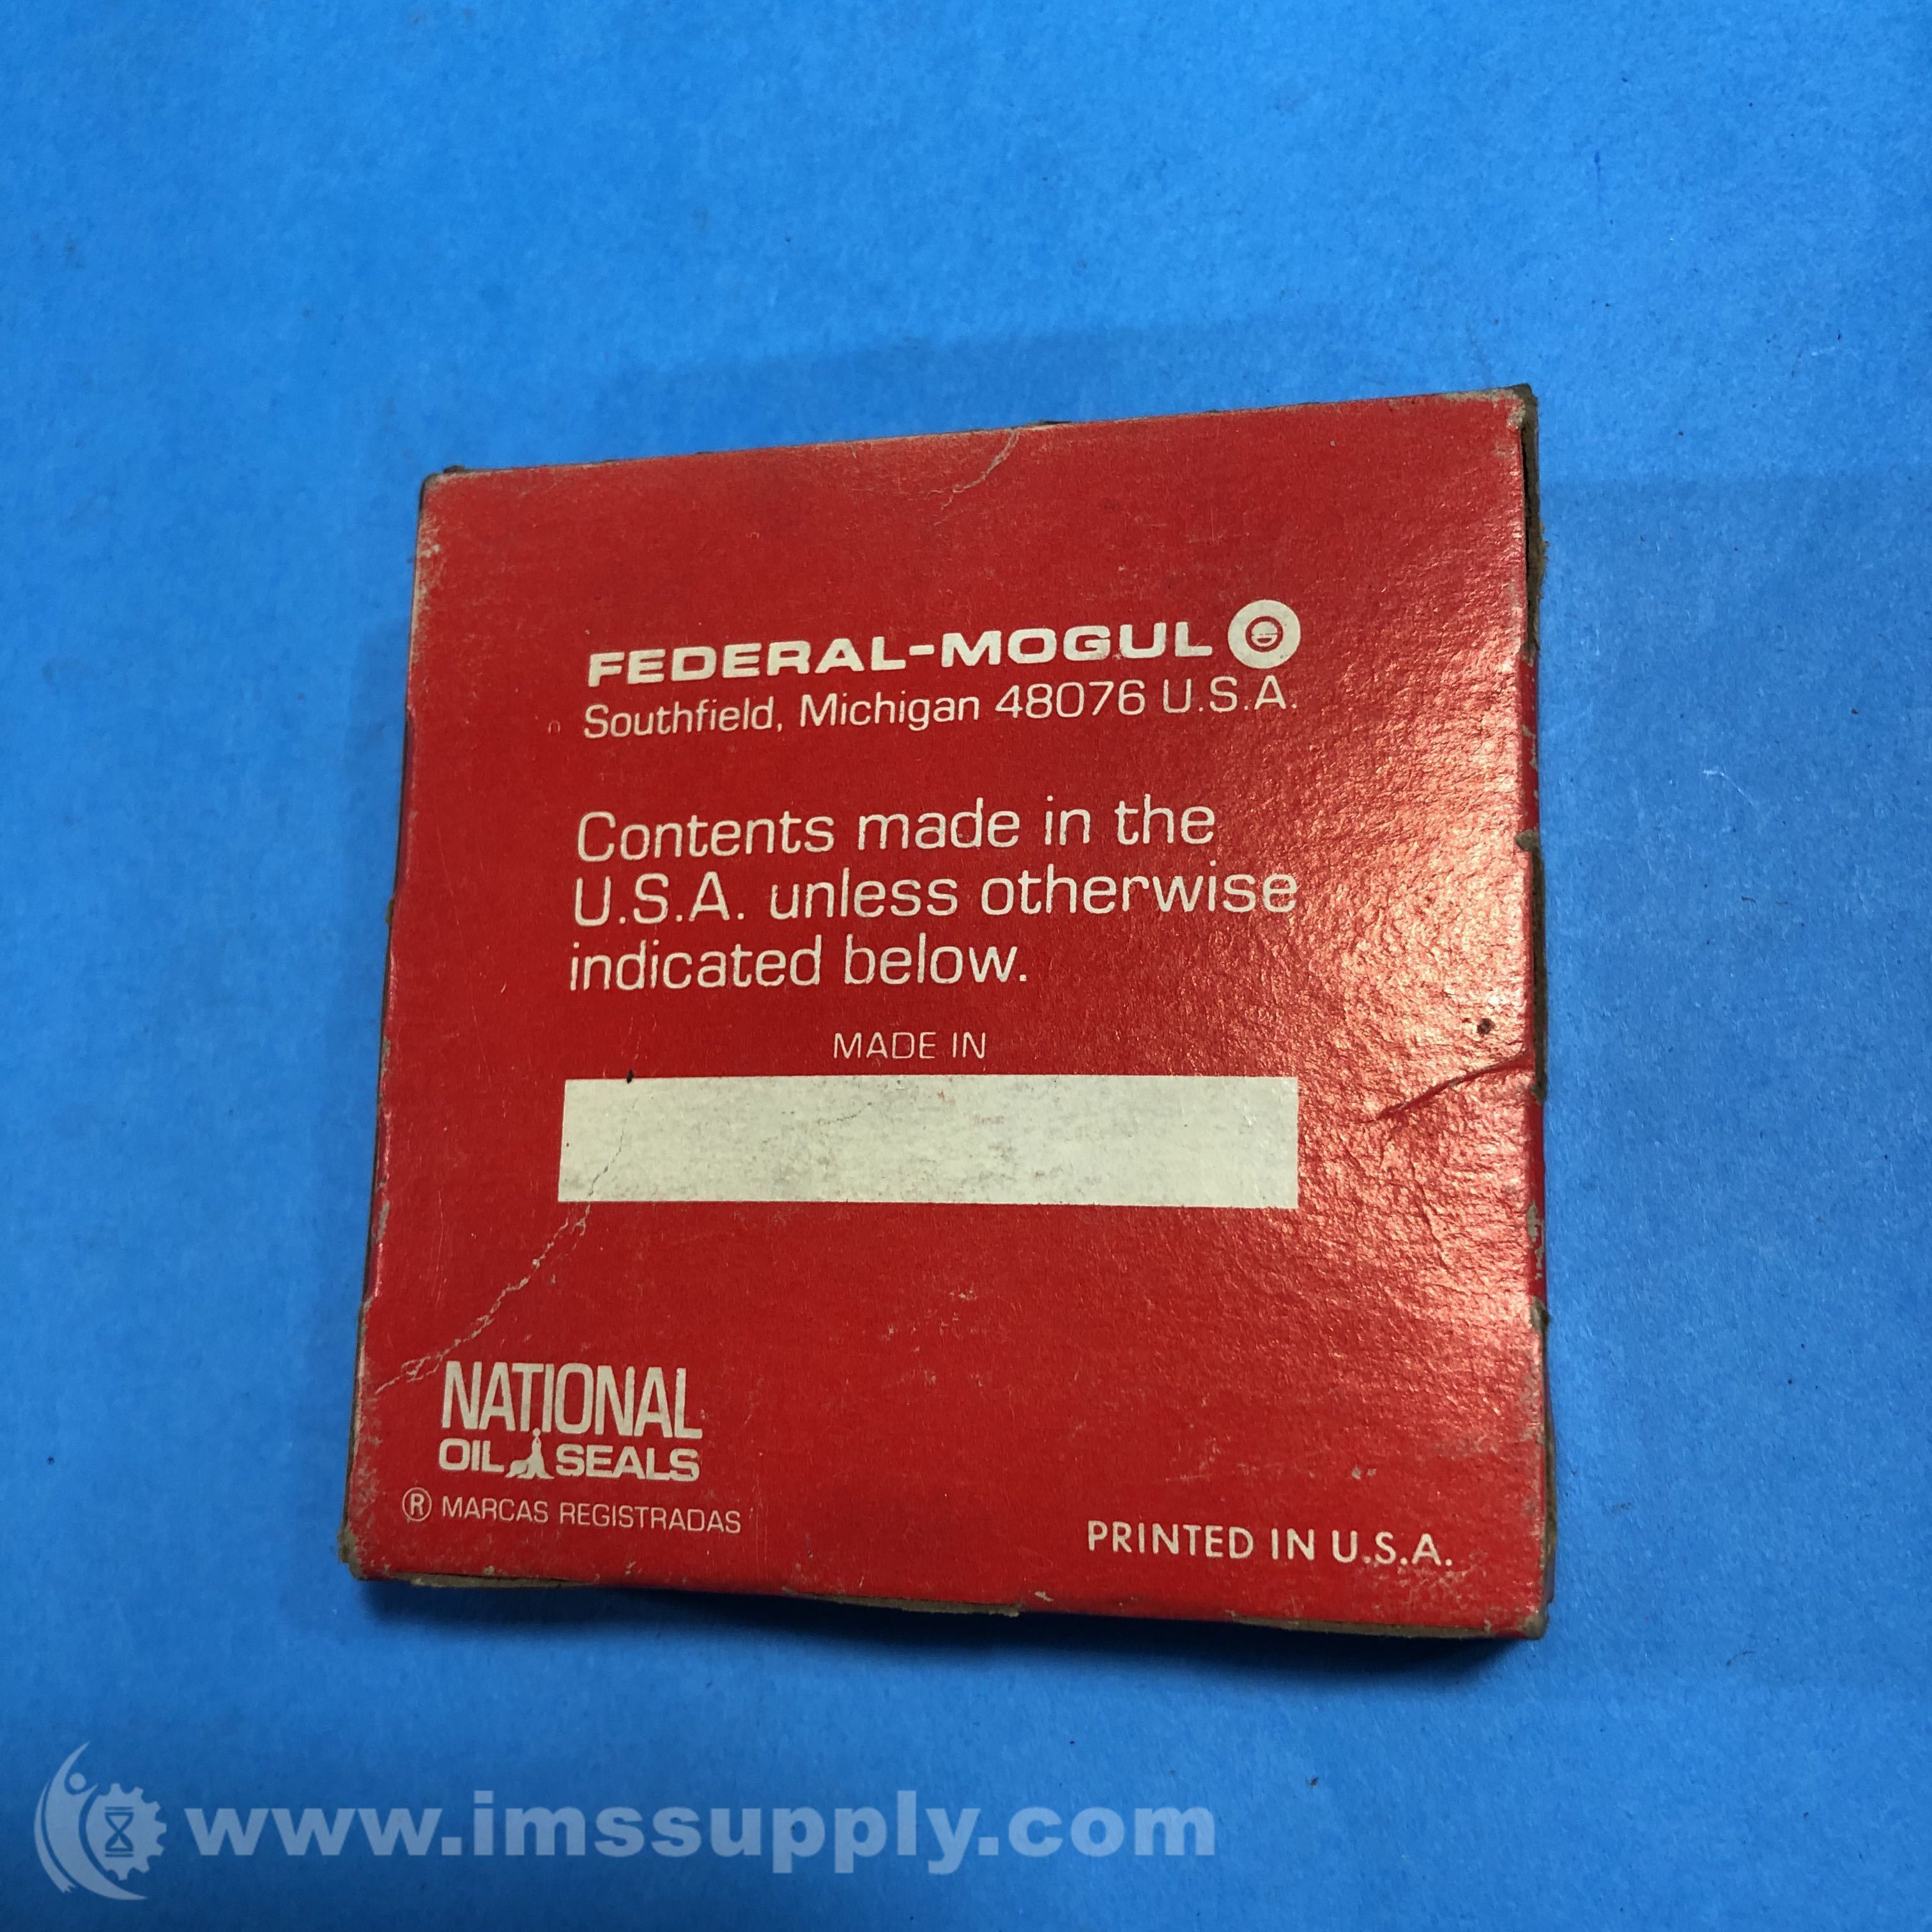 FEDERAL-MOGUL
Southfield, Michigan 48076 U.S.A.
Contents made in the
U.S.A. unless otherwise
indicated below.
MADE IN
NATIONAL
OIL SEALS
® MARCAS REGISTRADAS
PRINTED IN U.S.A.
www.imssupply.com